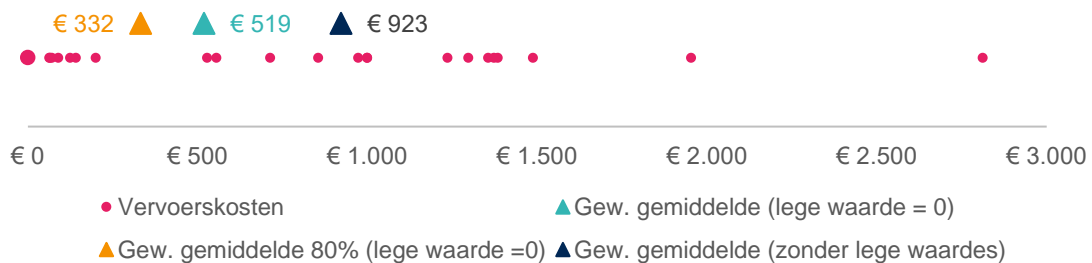 € 332 € 519 € 923
€ 0 € 500 € 1.000 € 1.500 € 2.000 € 2.500 € 3.000
Vervoerskosten Gew. gemiddelde (lege waarde = 0)
Gew. gemiddelde 80% (lege waarde =0) Gew. gemiddelde (zonder lege waardes)